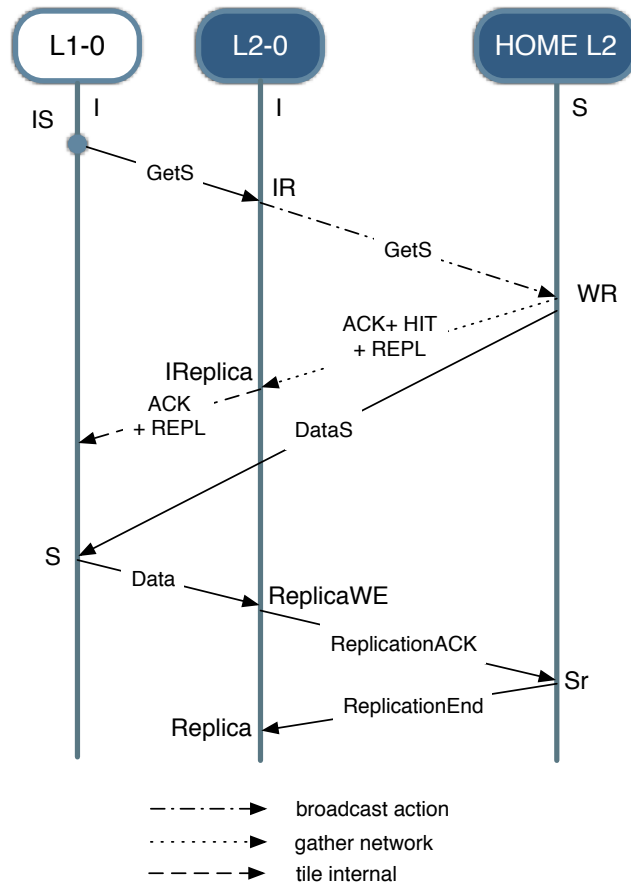 L1-0
L2-0
HOME L2
I
I
S
IS
GetS
IR
GetS
WR
ACK+ HIT
+ REPL
IReplica
ACK
+ REPL
DataS
S
Data
ReplicaWE
ReplicationACK
Sr
ReplicationEnd
Replica
broadcast action
gather network
tile internal